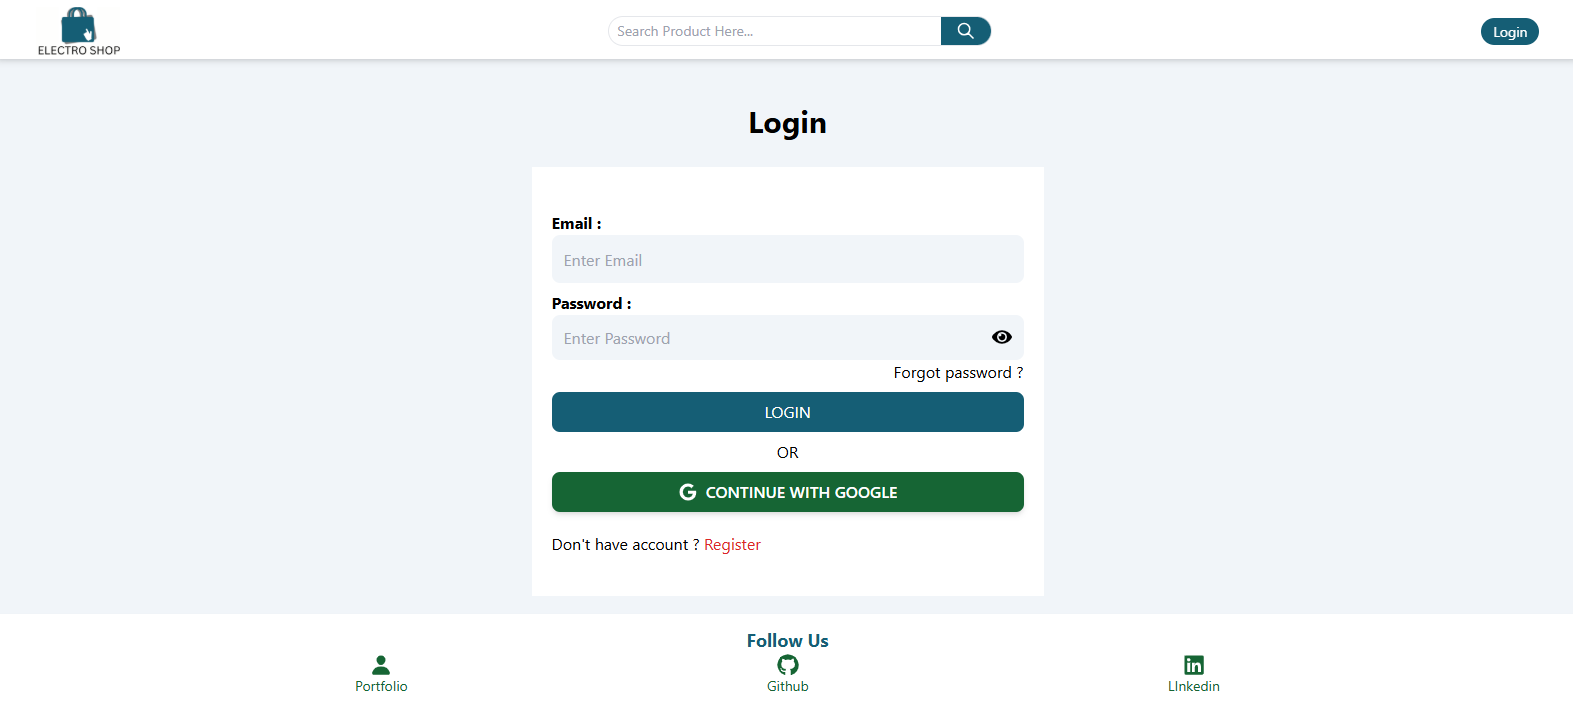 ELECTRO SHOP
Search Product Here...
Login
Login
Email :
Enter Email
Password :
Enter Password
Forgot password ?
LOGIN
OR
CONTINUE WITH GOOGLE
Don't have account ? Register
Follow Us
Portfolio
Github
LInkedin